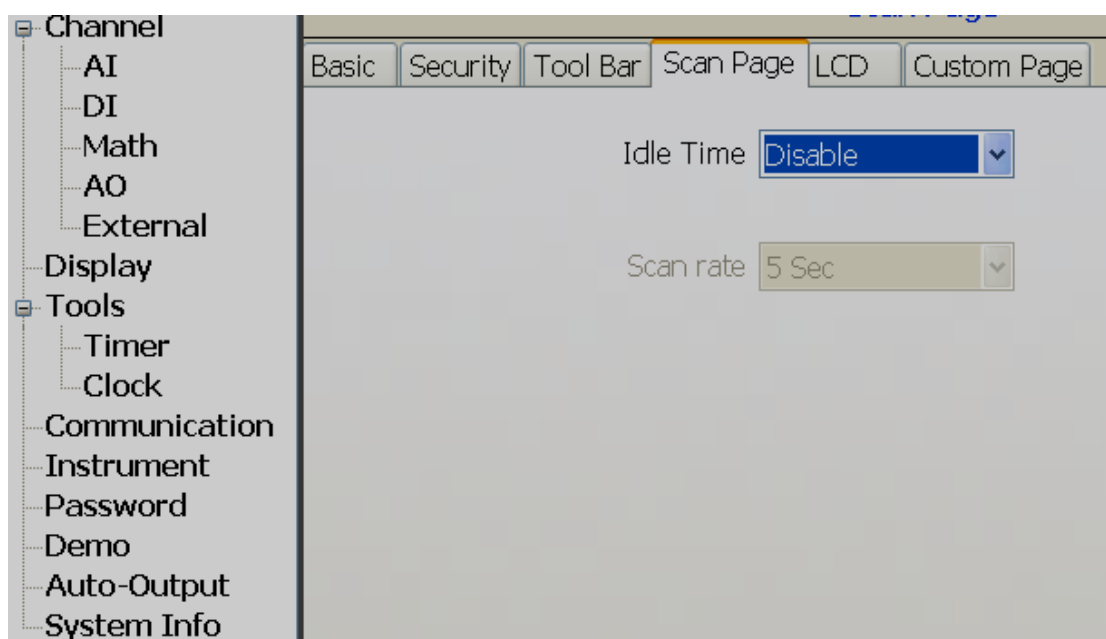 Channel
AI
DI
Math
AO
External
Display
Tools
Timer
Clock
Communication
Instrument
Password
Demo
Auto-Output
System Info
Basic Security Tool Bar Scan Page LCD Custom Page
Idle Time Disable
Scan rate 5 Sec